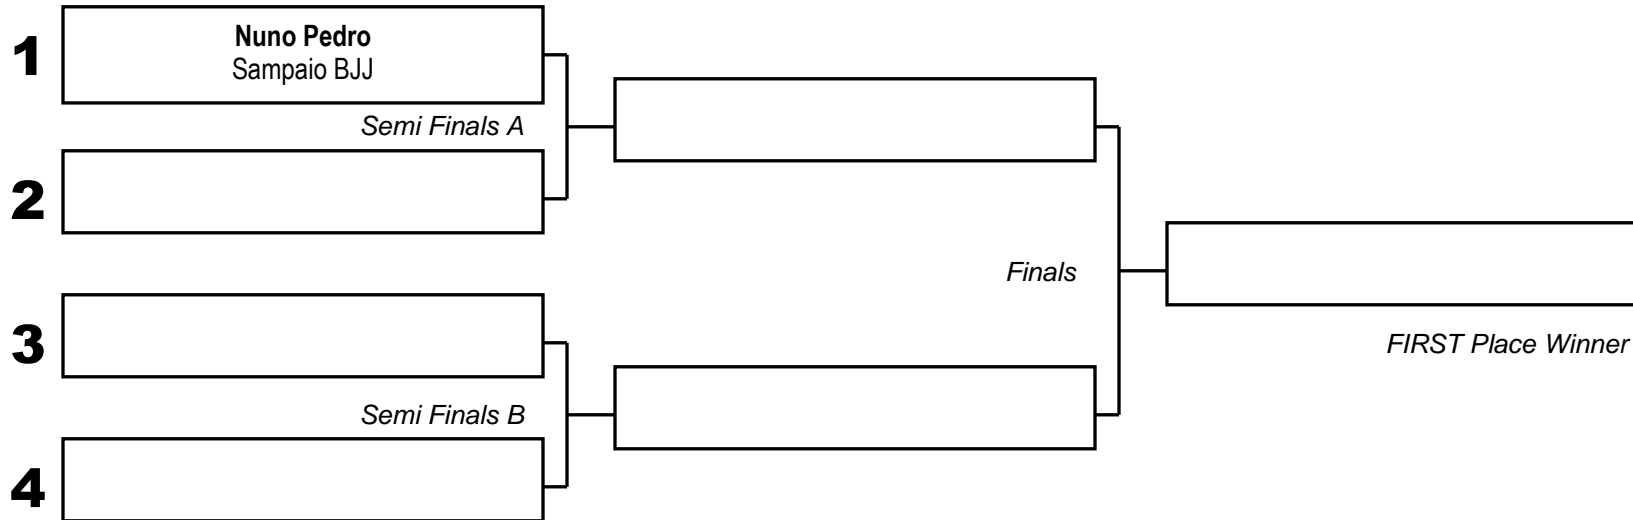 1
Nuno Pedro
Sampaio BJJ
Semi Finals A
2
Finals
3
FIRST Place Winner
Semi Finals B
4